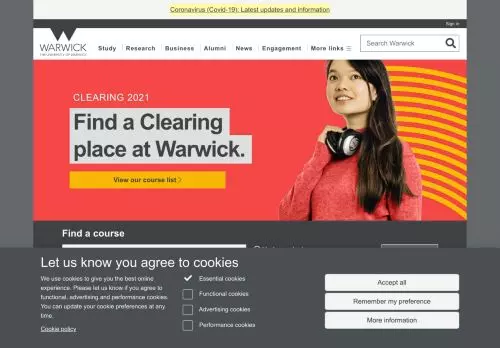 Coronavirus (Covid-19): Latest updates and information
Sign in
WARWICK
THE UNIVERSITY OF WARWICK
Study Research Business Alumni News Engagement More links
Search Warwick
CLEARING 2021
Find a Clearing
place at Warwick.
View our course list
Find a course
Let us know you agree to cookies
We use cookies to give you the best online
experience. Please let us know if you agree to
functional, advertising and performance cookies.
You can update your cookie preferences at any
time.
Cookie policy
Essential cookies
Functional cookies
Advertising cookies
Performance cookies
Accept all
Remember my preference
More information